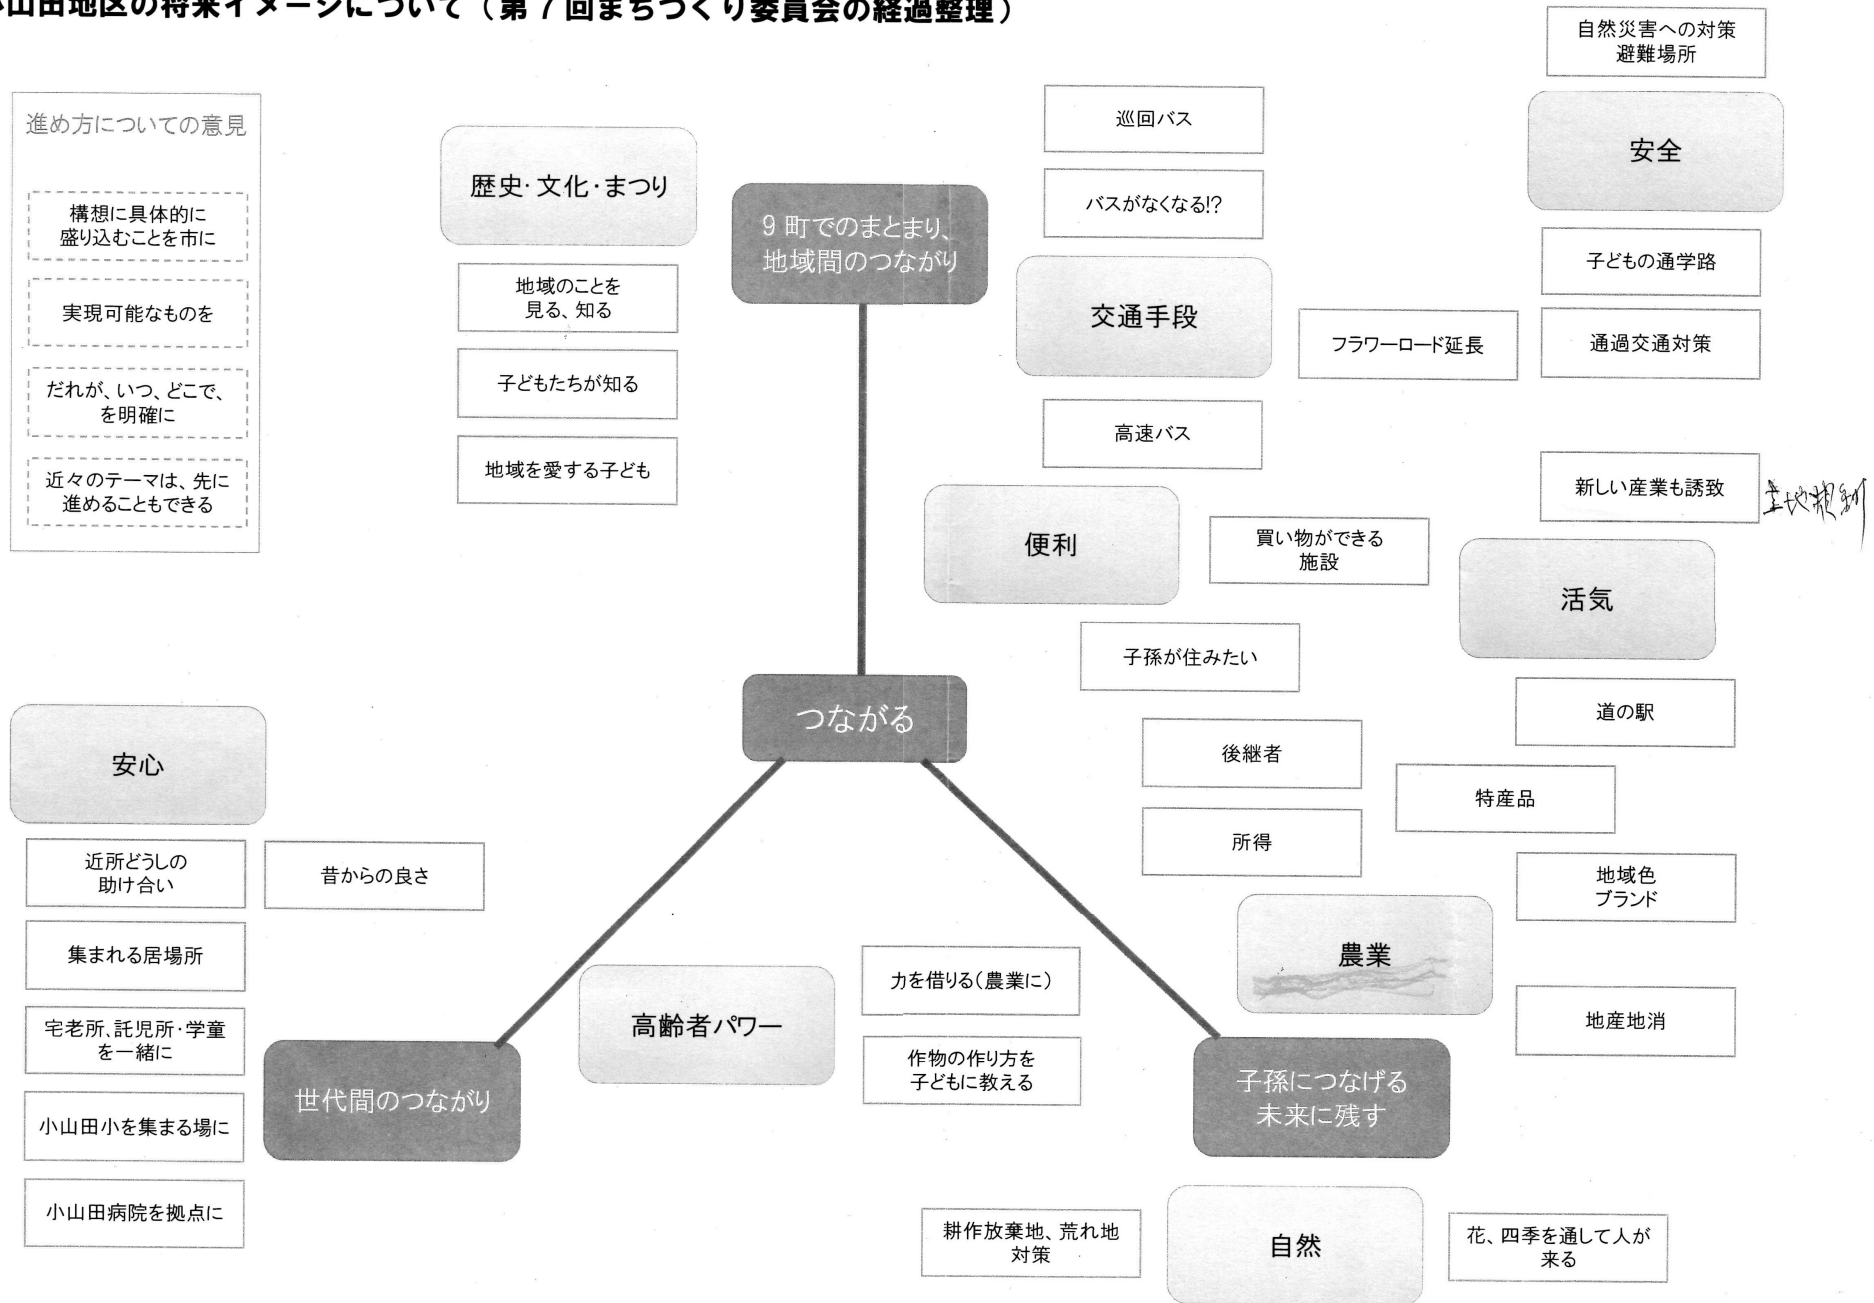 小山田地区の将来イメージについて（第７回まちづくり委員会の経過整理）
進め方についての意見
構想に具体的に
盛り込むことを市に
実現可能なものを
だれが、いつ、どこで、
を明確に
近々のテーマは、先に
進めることもできる
歴史・文化・まつり
地域のことを
見る、知る
子どもたちが知る
地域を愛する子ども
９町でのまとまり、
地域間のつながり
巡回バス
バスがなくなる!?
交通手段
フラワーロード延長
高速バス
自然災害への対策
避難場所
安全
子どもの通学路
通過交通対策
便利
買い物ができる
施設
子孫が住みたい
新しい産業も誘致
活気
道の駅
特産品
地域色
ブランド
地産地消
つながる
後継者
所得
農業
安心
近所どうしの
助け合い
昔からの良さ
集まれる居場所
宅老所、託児所・学童
を一緒に
小山田小を集まる場に
小山田病院を拠点に
世代間のつながり
高齢者パワー
力を借りる（農業に）
作物の作り方を
子どもに教える
子孫につなげる
未来に残す
耕作放棄地、荒れ地
対策
自然
花、四季を通して人が
来る